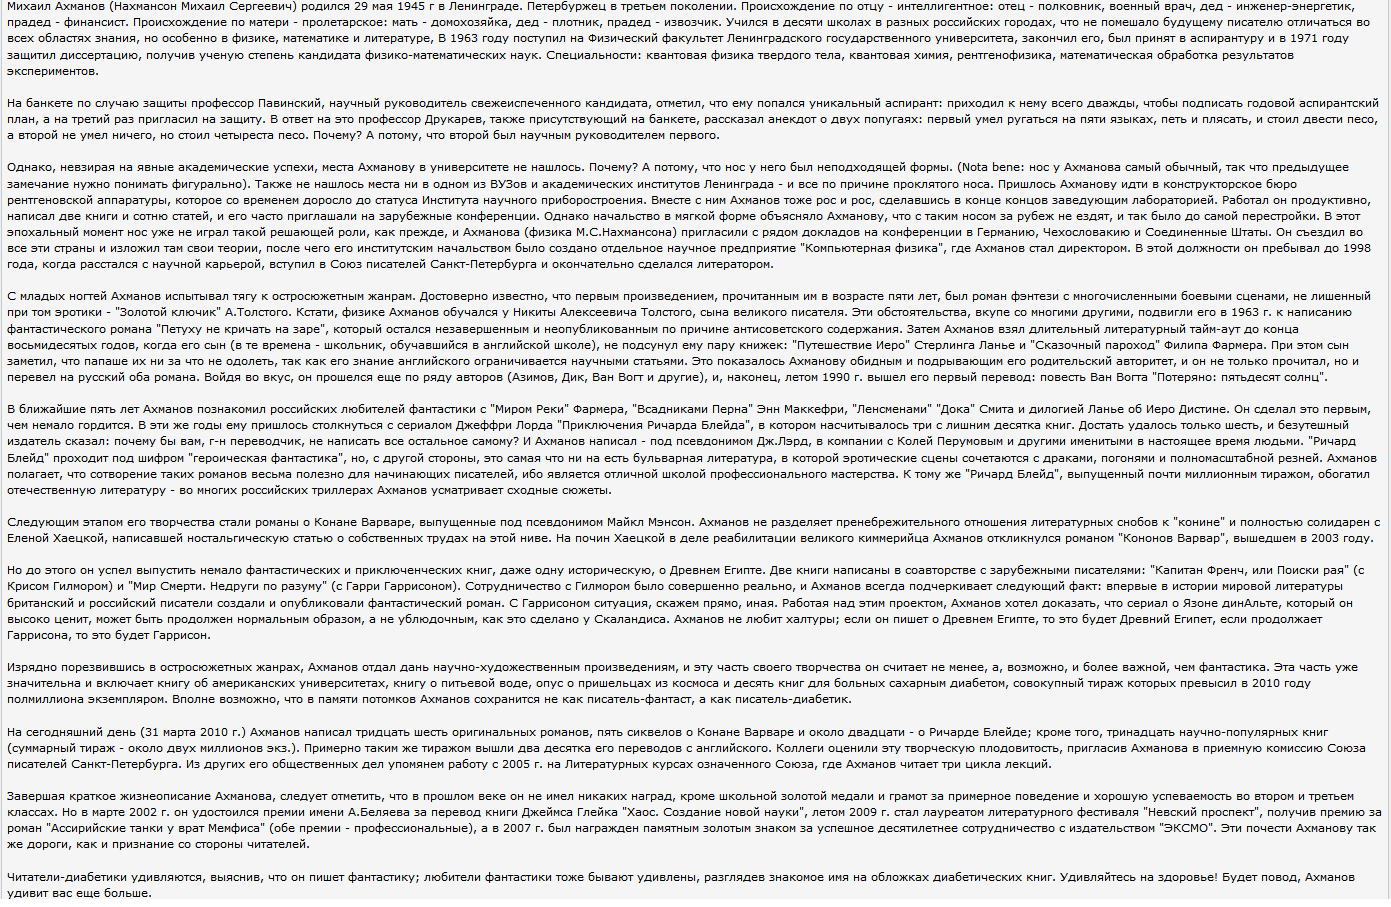 Михаил Ахманов (Нахмансон Михаил Сергеевич) родился 29 мая 1945 г в Ленинграде. Петербуржец в третьем поколении. Происхождение по отцу - интеллигентное: отец - полковник, военный врач, дед - инженер-энергетик,
прадед - финансист. Происхождение по матери - пролетарское: мать - домохозяйка, дед - плотник, прадед - извозчик. Учился в десяти школах в разных российских городах, что не помешало будущему писателю отличаться во
всех областях знания, но особенно в физике, математике и литературе, В 1963 году поступил на Физический факультет Ленинградского государственного университета, закончил его, был принят в аспирантуру и в 1971 году
защитил диссертацию, получив ученую степень кандидата физико-математических наук. Специальности: квантовая физика твердого тела, квантовая химия, рентгенофизика, математическая обработка результатов
экспериментов.
На банкете по случаю защиты профессор Павинский, научный руководитель свежеиспеченного кандидата, отметил, что ему попался уникальный аспирант: приходил к нему всего дважды, чтобы подписать годовой аспирантский
план, а на третий раз пригласил на защиту. В ответ на это профессор Друкарев, также присутствующий на банкете, рассказал анекдот о двух попугаях: первый умел ругаться на пяти языках, петь и плясать, и стоил двести песо,
а второй не умел ничего, но стоил четыреста песо. Почему? А потому, что второй был научным руководителем первого.
Однако, невзирая на явные академические успехи, места Ахманову в университете не нашлось. Почему? А потому, что нос у него был неподходящей формы. (Nota bene: нос у Ахманова самый обычный, так что предыдущее
замечание нужно понимать фигурально). Также не нашлось места ни в одном из ВУЗов и академических институтов Ленинграда - и все по причине проклятого носа. Пришлось Ахманову идти в конструкторское бюро
рентгеновской аппаратуры, которое со временем доросло до статуса Института научного приборостроения. Вместе с ним Ахманов тоже рос и рос, сделавшись в конце концов заведующим лабораторией. Работал он продуктивно,
написал две книги и сотню статей, и его часто приглашали на зарубежные конференции. Однако начальство в мягкой форме объясняло Ахманову, что с таким носом за рубеж не ездят, и так было до самой перестройки. В этот
эпохальный момент нос уже не играл такой решающей роли, как прежде, и Ахманова (физика М.С.Нахмансона) пригласили с рядом докладов на конференции в Германию, Чехословакию и Соединенные Штаты. Он съездил во
все эти страны и изложил там свои теории, после чего его институтским начальством было создано отдельное научное предприятие "Компьютерная физика", где Ахманов стал директором. В этой должности он пребывал до 1998
года, когда расстался с научной карьерой, вступил в Союз писателей Санкт-Петербурга и окончательно сделался литератором.
С младых ногтей Ахманов испытывал тягу к остросюжетным жанрам. Достоверно известно, что первым произведением, прочитанным им в возрасте пяти лет, был роман фэнтези с многочисленными боевыми сценами, не лишенный
при том эротики - "Золотой ключик" А.Толстого. Кстати, физике Ахманов обучался у Никиты Алексеевича Толстого, сына великого писателя. Эти обстоятельства, вкупе со многими другими, подвигли его в 1963 г. к написанию
фантастического романа "Петуху не кричать на заре", который остался незавершенным и неопубликованным по причине антисоветского содержания. Затем Ахманов взял длительный литературный тайм-аут до конца
восьмидесятых годов, когда его сын (в те времена - школьник, обучавшийся в английской школе), не подсунул ему пару книжек: "Путешествие Иеро" Стерлинга Ланье и "Сказочный пароход" Филипа Фармера. При этом сын
заметил, что папаше их ни за что не одолеть, так как его знание английского ограничивается научными статьями. Это показалось Ахманову обидным и подрывающим его родительский авторитет, и он не только прочитал, но и
перевел на русский оба романа. Войдя во вкус, он прошелся еще по ряду авторов (Азимов, Дик, Ван Вогт и другие), и, наконец, летом 1990 г. вышел его первый перевод: повесть Ван Вогта "Потеряно: пятьдесят солнц".
В ближайшие пять лет Ахманов познакомил российских любителей фантастики с "Миром Реки" Фармера, "Всадниками Перна" Энн Маккефри, "Ленсменами" "Дока" Смита и дилогией Ланье об Иеро Дистине. Он сделал это первым,
чем немало гордится. В эти же годы ему пришлось столкнуться с сериалом Джеффри Лорда "Приключения Ричарда Блейда", в котором насчитывалось три с лишним десятка книг. Достать удалось только шесть, и безутешный
издатель сказал: почему бы вам, г-н переводчик, не написать все остальное самому? И Ахманов написал - под псевдонимом Дж.Лэрд, в компании с Колей Перумовым и другими именитыми в настоящее время людьми. "Ричард
Блейд" проходит под шифром "героическая фантастика", но, с другой стороны, это самая что ни на есть бульварная литература, в которой эротические сцены сочетаются с драками, погонями и полномасштабной резней. Ахманов
полагает, что сотворение таких романов весьма полезно для начинающих писателей, ибо является отличной школой профессионального мастерства. К тому же "Ричард Блейд", выпущенный почти миллионным тиражом, обогатил
отечественную литературу - во многих российских триллерах Ахманов усматривает сходные сюжеты.
Следующим этапом его творчества стали романы о Конане Варваре, выпущенные под псевдонимом Майкл Мэнсон. Ахманов не разделяет пренебрежительного отношения литературных снобов к "конине" и полностью солидарен с
Еленой Хаецкой, написавшей ностальгическую статью о собственных трудах на этой ниве. На почин Хаецкой в деле реабилитации великого киммерийца Ахманов откликнулся романом "Кононов Варвар", вышедшем в 2003 году.
Но до этого он успел выпустить немало фантастических и приключенческих книг, даже одну историческую, о Древнем Египте. Две книги написаны в соавторстве с зарубежными писателями: "Капитан Френч, или Поиски рая" (с
Крисом Гилмором) и "Мир Смерти. Недруги по разуму" (с Гарри Гаррисоном). Сотрудничество с Гилмором было совершенно реально, и Ахманов всегда подчеркивает следующий факт: впервые в истории мировой литературы
британский и российский писатели создали и опубликовали фантастический роман. С Гаррисоном ситуация, скажем прямо, иная. Работая над этим проектом, Ахманов хотел доказать, что сериал о Язоне динАльте, который он
высоко ценит, может быть продолжен нормальным образом, а не ублюдочным, как это сделано у Скаландиса. Ахманов не любит халтуры; если он пишет о Древнем Египте, то это будет Древний Египет, если продолжает
Гаррисона, то это будет Гаррисон.
Изрядно порезвившись в остросюжетных жанрах, Ахманов отдал дань научно-художественным произведениям, и эту часть своего творчества он считает не менее, а, возможно, и более важной, чем фантастика. Эта часть уже
значительна и включает книгу об американских университетах, книгу о питьевой воде, опус о пришельцах из космоса и десять книг для больных сахарным диабетом, совокупный тираж которых превысил в 2010 году
полмиллиона экземпляром. Вполне возможно, что в памяти потомков Ахманов сохранится не как писатель-фантаст, а как писатель-диабетик.
На сегодняшний день (31 марта 2010 г.) Ахманов написал тридцать шесть оригинальных романов, пять сиквелов о Конане Варваре и около двадцати - о Ричарде Блейде; кроме того, тринадцать научно-популярных книг
(суммарный тираж - около двух миллионов экз.). Примерно таким же тиражом вышли два десятка его переводов с английского. Коллеги оценили эту творческую плодовитость, пригласив Ахманова в приемную комиссию Союза
писателей Санкт-Петербурга. Из других его общественных дел упомянем работу с 2005 г. на Литературных курсах означенного Союза, где Ахманов читает три цикла лекций.
Завершая краткое жизнеописание Ахманова, следует отметить, что в прошлом веке он не имел никаких наград, кроме школьной золотой медали и грамот за примерное поведение и хорошую успеваемость во втором и третьем
классах. Но в марте 2002 г. он удостоился премии имени А.Беляева за перевод книги Джеймса Глейка "Хаос. Создание новой науки", летом 2009 г. стал лауреатом литературного фестиваля "Невский проспект", получив премию за
роман "Ассирийские танки у врат Мемфиса" (обе премии - профессиональные), а в 2007 г. был награжден памятным золотым знаком за успешное десятилетнее сотрудничество с издательством "ЭКСМО". Эти почести Ахманову так
же дороги, как и признание со стороны читателей.
Читатели-диабетики удивляются, выяснив, что он пишет фантастику; любители фантастики тоже бывают удивлены, разглядев знакомое имя на обложках диабетических книг. Удивляйтесь на здоровье! Будет повод, Ахманов
удивит вас еще больше.